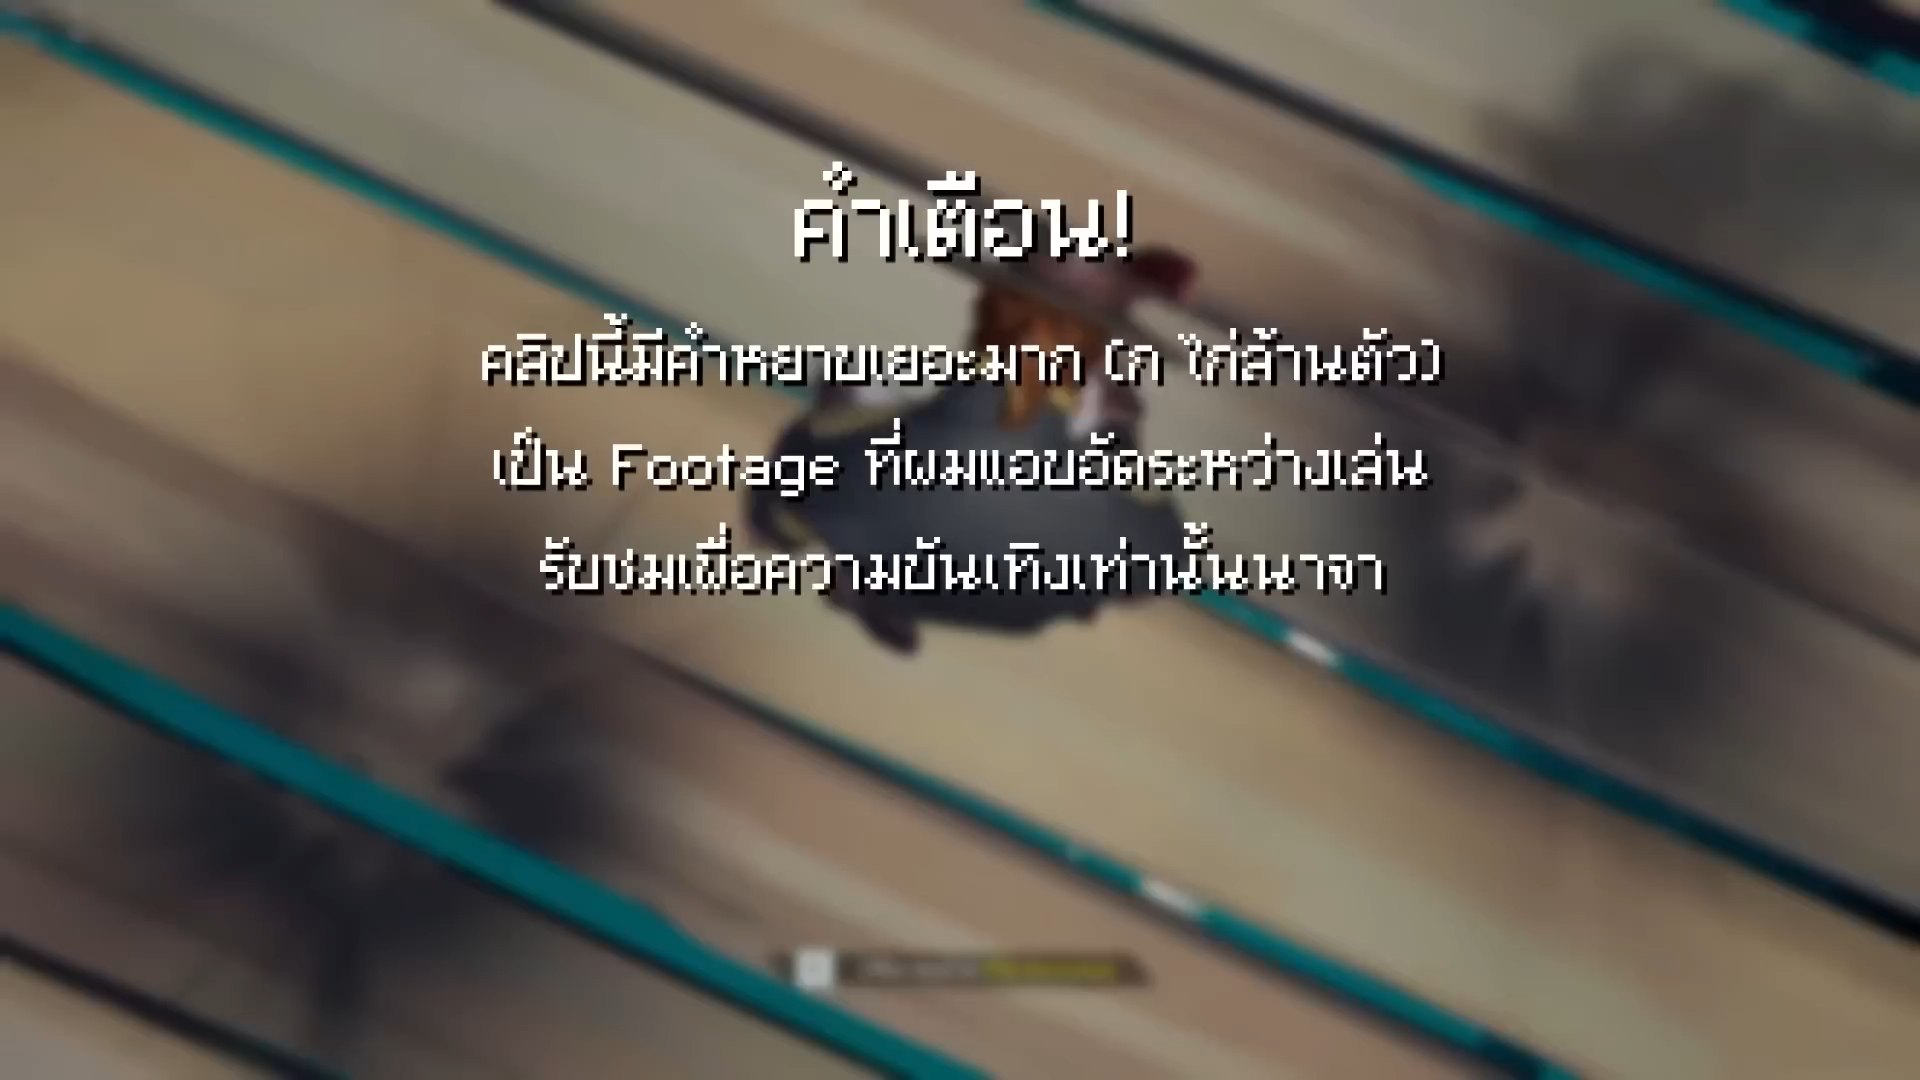 คำเตือน!
คลิปนี้มีคำหยาบเยอะมาก (ก ไก่ล้านตัว)
เป็น Footage ที่ผมแอบอัดระหว่างเล่น
รับชมเพื่อความบันเทิงเท่านั้นนาจา